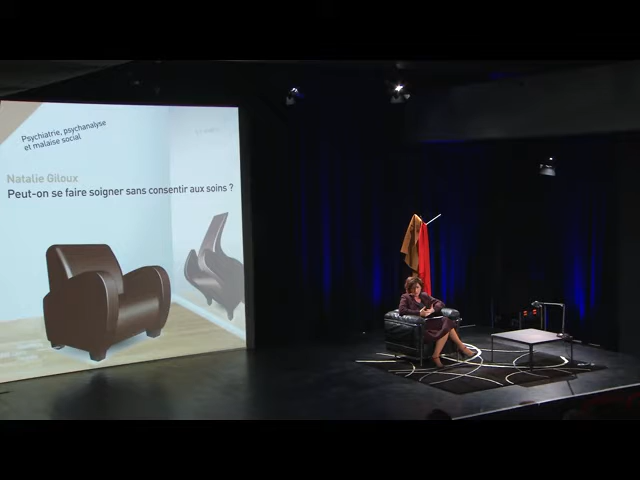 Psychiatrie, psychanalyse
et malaise social
Natalie Giloux
Peut-on se faire soigner sans consentir aux soins ?